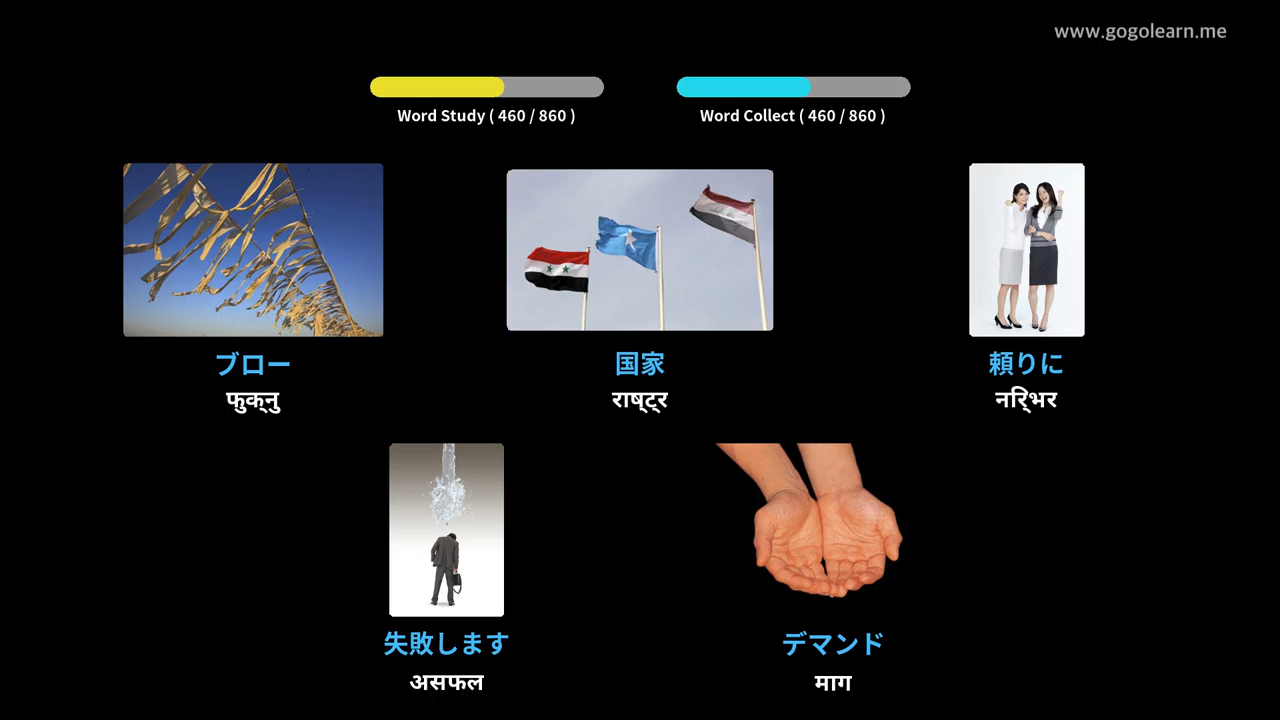 www.gogolearn.me
Word Study ( 460 / 860 )
Word Collect ( 460 / 860 )
ブロー
फुक्नु
国家
राष्ट्र
頼りに
निर्भर
失敗します
असफल
デマンド
माग